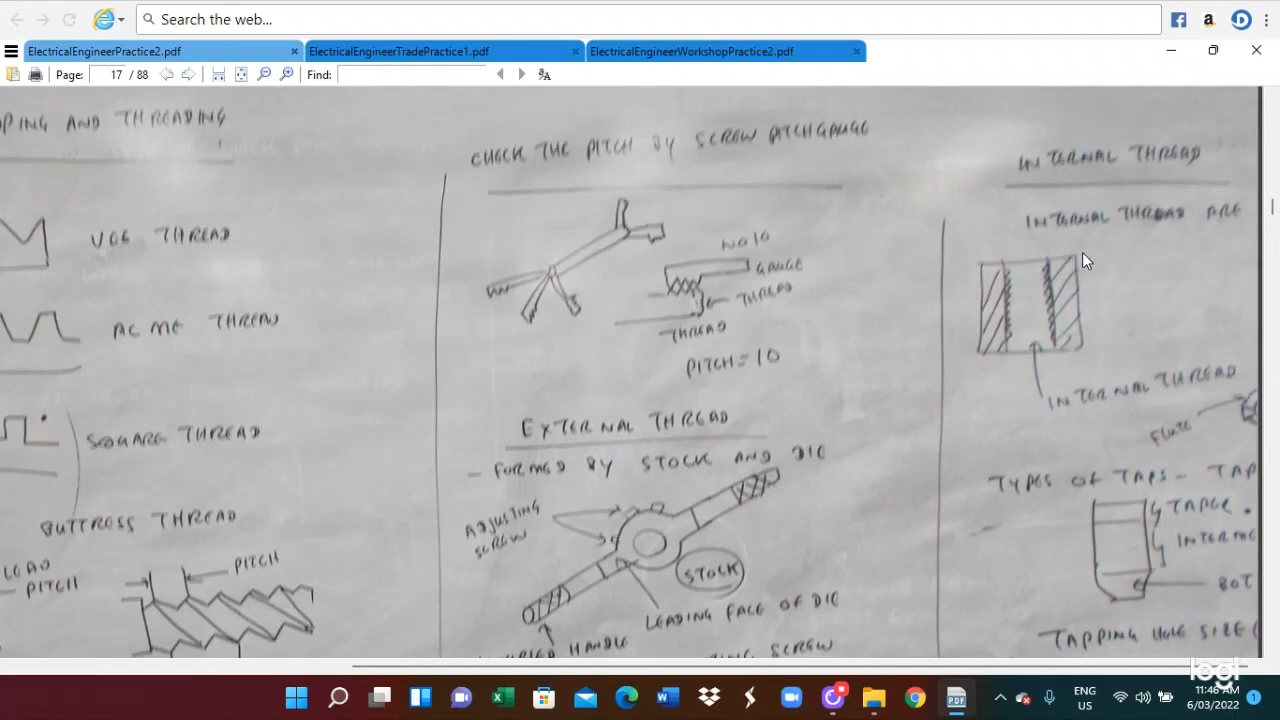 Search the web...
ElectricalEngineerPractice2.pdf
ElectricalEngineerTradePractice1.pdf
ElectricalEngineerWorkshopPractice2.pdf
Page: 17 / 88
Find:
PING AND THREADING
VEE THREAD
ACME THREAD
SQUARE THREAD
BUTTRESS THREAD
LEAD
PITCH
PITCH
CHECK THE PITCH BY SCREW PITCHGAUGE
NO 10
GAUGE
THREAD
THREAD
PITCH = 10
EXTERNAL THREAD
- FORMED BY STOCK AND DIE
ADJUSTING
SCREW
STOCK
LEADING FACE OF DIE
HANDLE
SCREW
INTERNAL THREAD
INTERNAL THREAD ARE
INTERNAL THREAD
FLUTE
TYPES OF TAPS - TAP
TAPER
INTERME
BOT
TAPPING HOLE SIZE (
logi
ENG
US
11:46 AM
6/03/2022